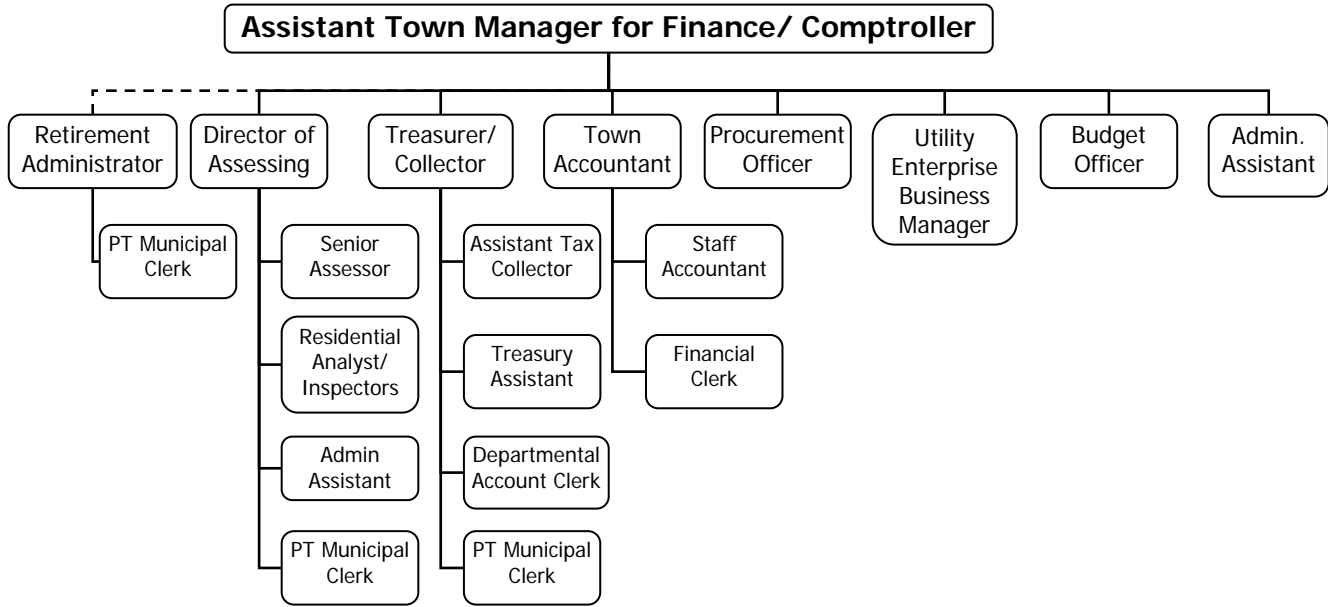 Assistant Town Manager for Finance/ Comptroller
Retirement
Administrator
Director of
Assessing
Treasurer/
Collector
Town
Accountant
Procurement
Officer
Utility
Enterprise
Business
Manager
Budget
Officer
Admin.
Assistant
PT Municipal
Clerk
Senior
Assessor
Residential
Analyst/
Inspectors
Admin
Assistant
PT Municipal
Clerk
Assistant Tax
Collector
Treasury
Assistant
Departmental
Account Clerk
PT Municipal
Clerk
Staff
Accountant
Financial
Clerk